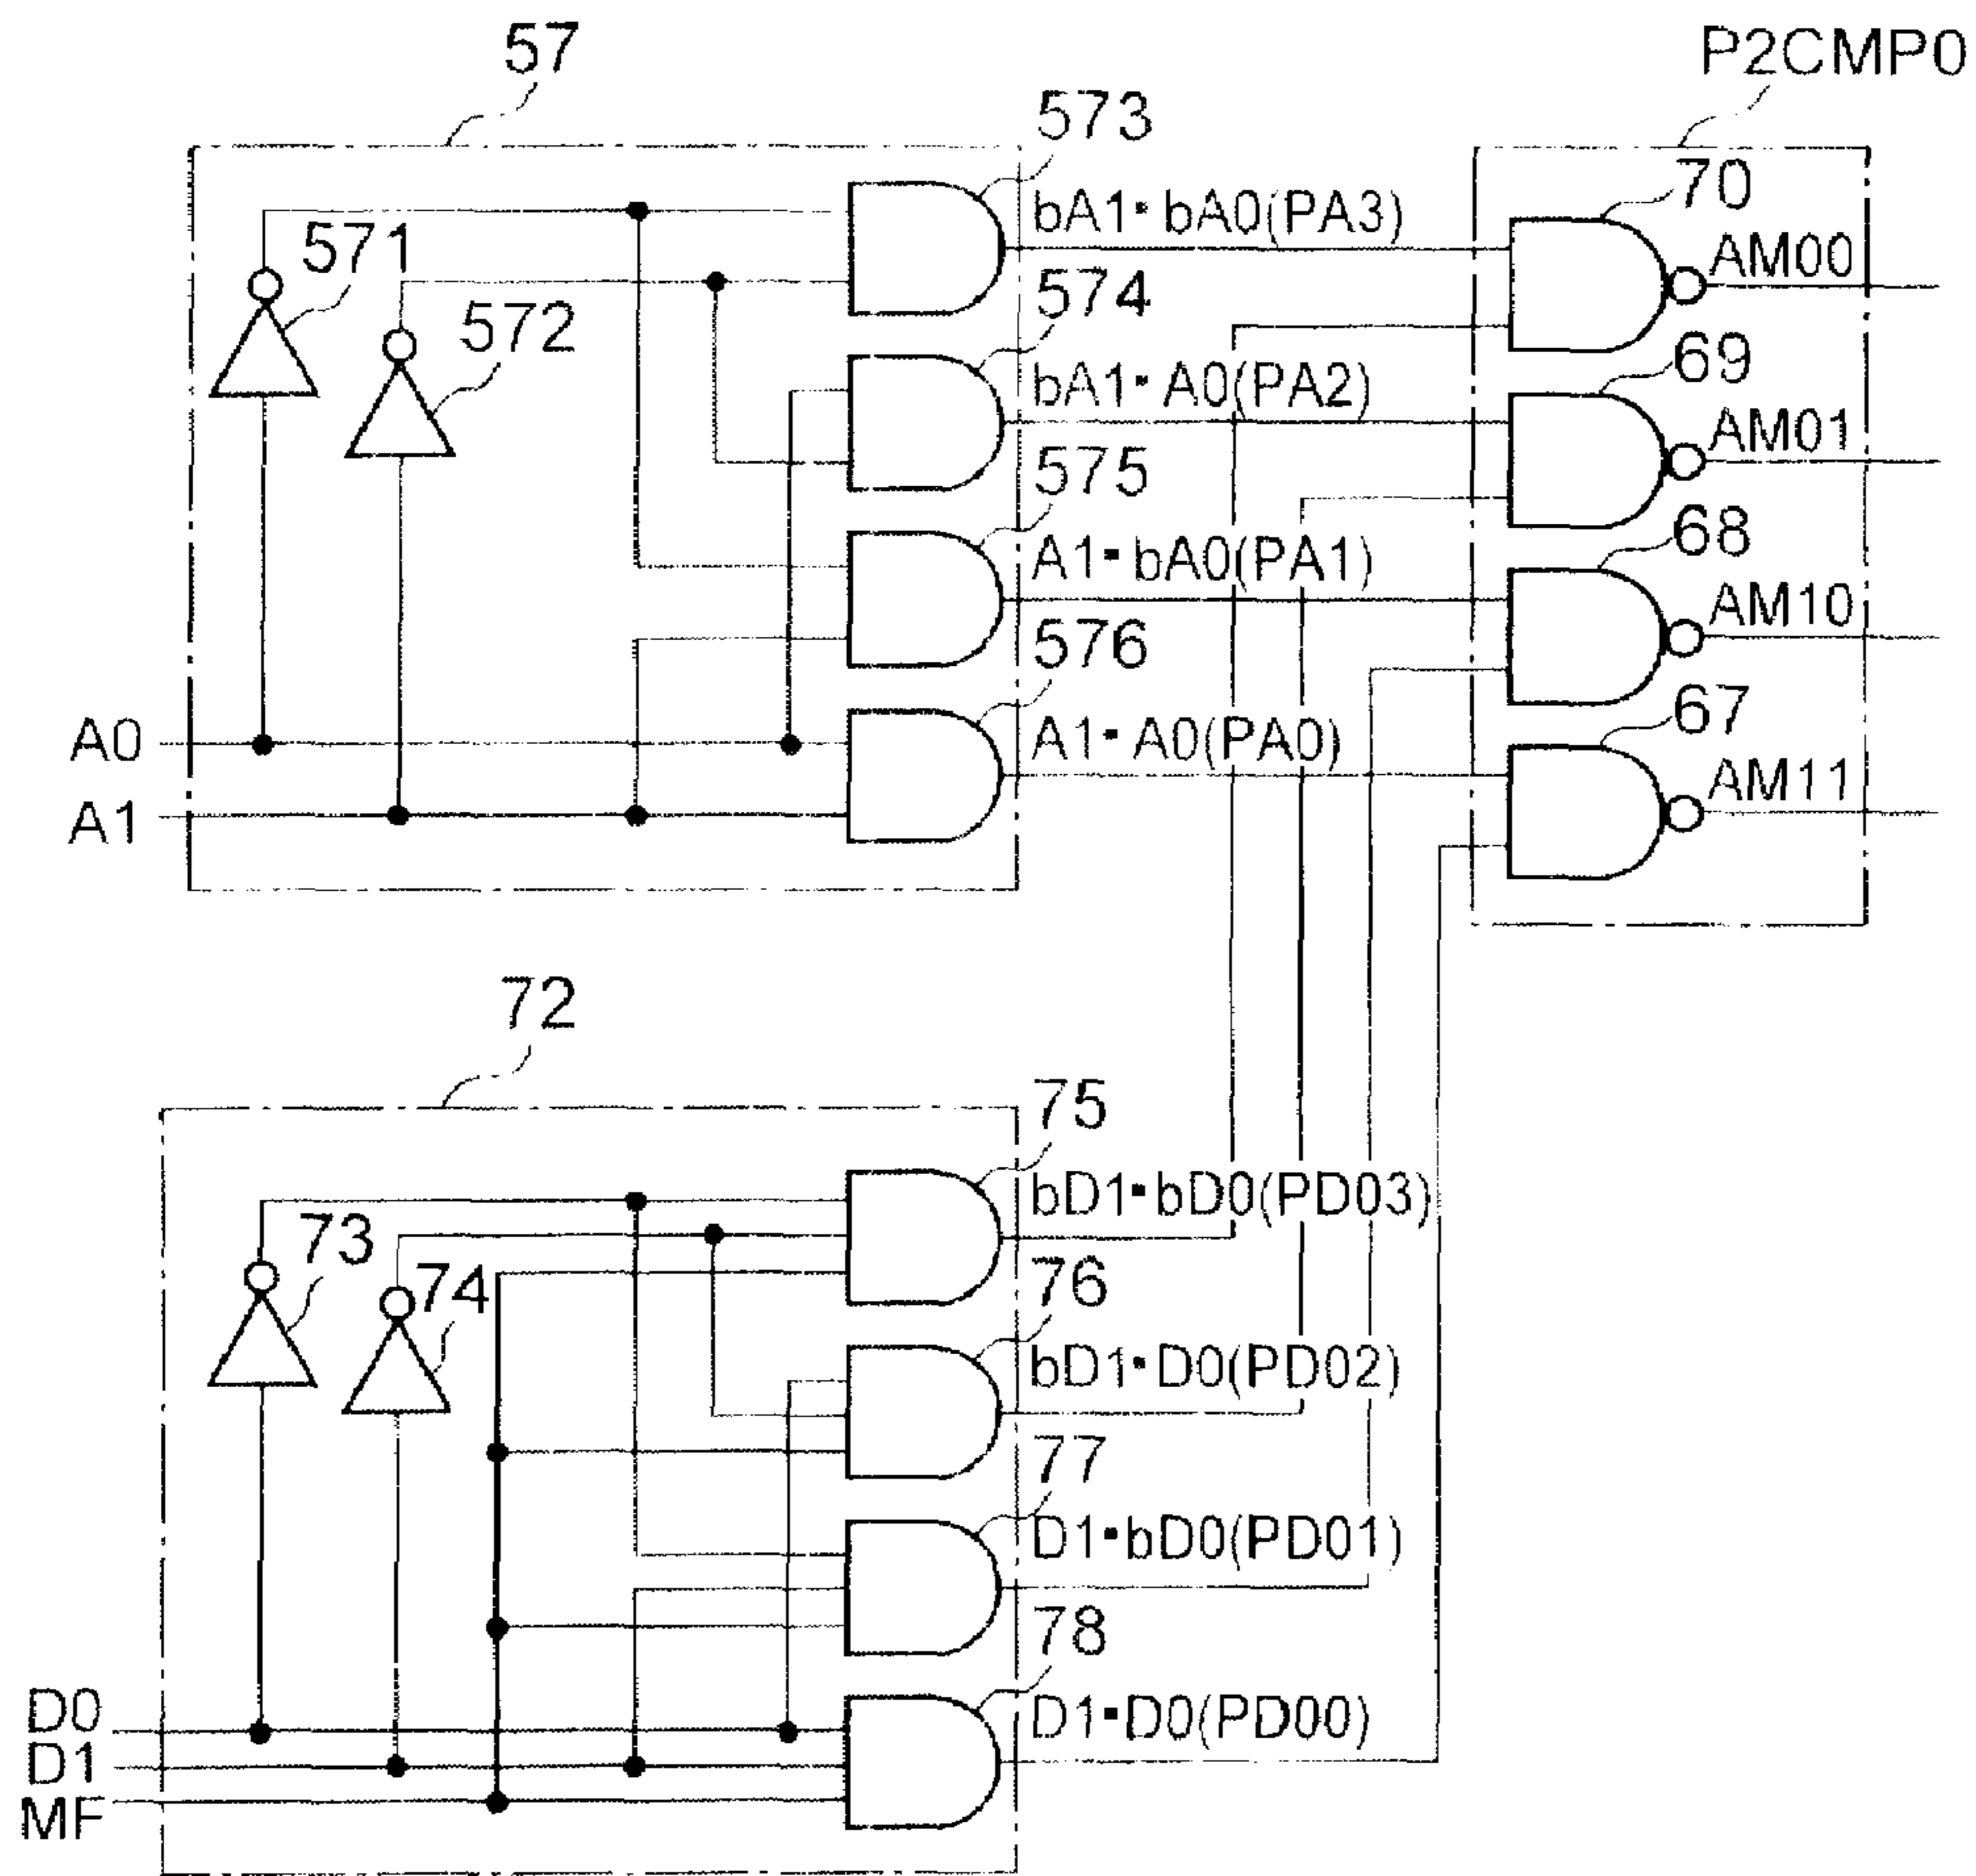 57
P2CMP0
573
70
bA1・bA0(PA3)
571
AM00
574
572
69
bA1・A0(PA2)
AM01
575
68
A1・bA0(PA1)
AM10
576
67
A0
A1・A0(PA0)
AM11
A1
72
75
bD1・bD0(PD03)
73
76
74
bD1・D0(PD02)
77
D1・bD0(PD01)
78
D0
D1・D0(PD00)
D1
MF